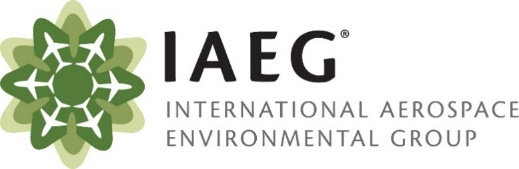 IAEG®
INTERNATIONAL AEROSPACE
ENVIRONMENTAL GROUP